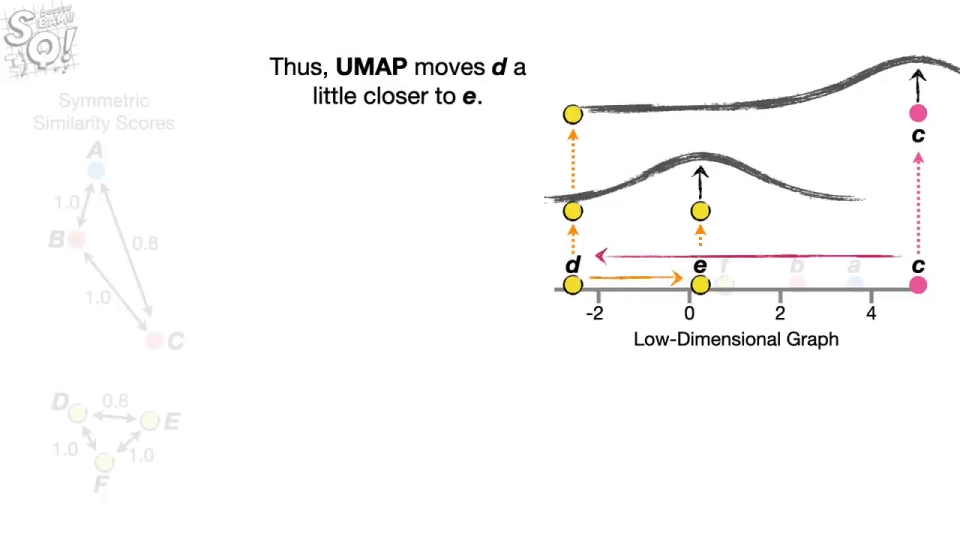 SQ!
Thus, UMAP moves d a
little closer to e.
Symmetric
Similarity Scores
A
1.0
B
0.8
1.0
C
D
0.8
E
1.0
1.0
F
c
d
e
f
b
a
c
-2
0
2
4
Low-Dimensional Graph